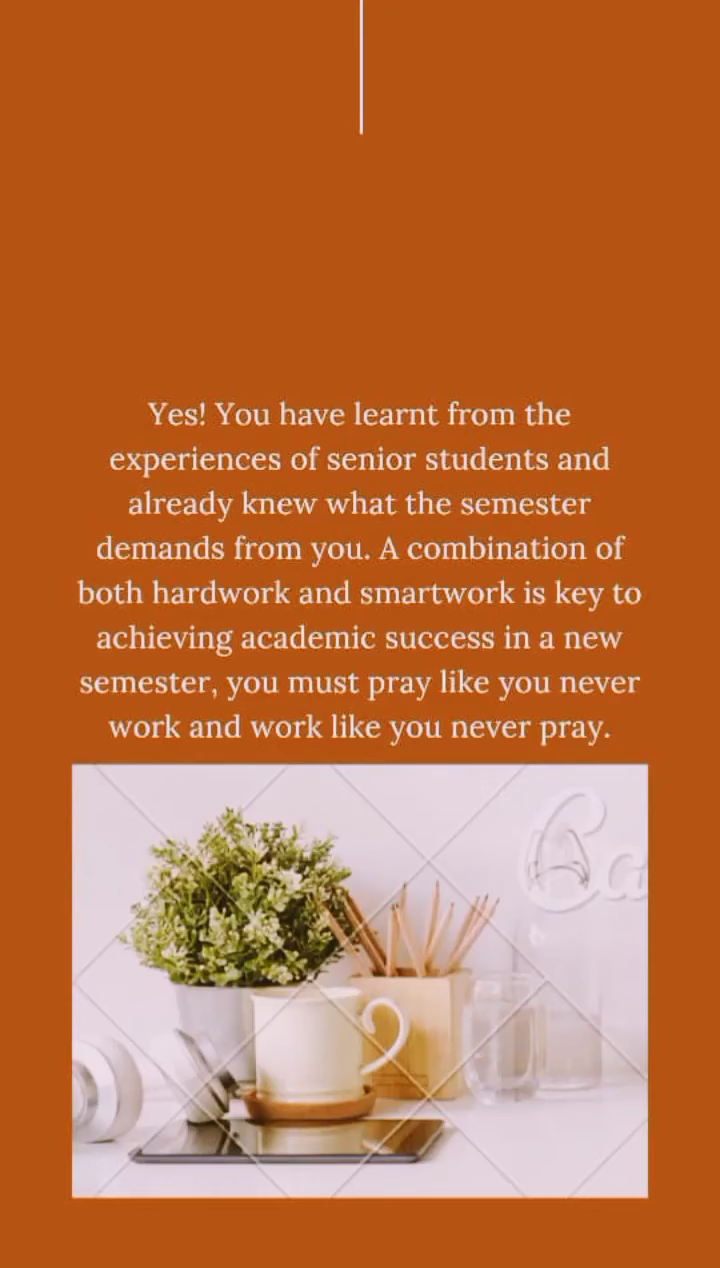 Yes! You have learnt from the
experiences of senior students and
already knew what the semester
demands from you. A combination of
both hardwork and smartwork is key to
achieving academic success in a new
semester, you must pray like you never
work and work like you never pray.